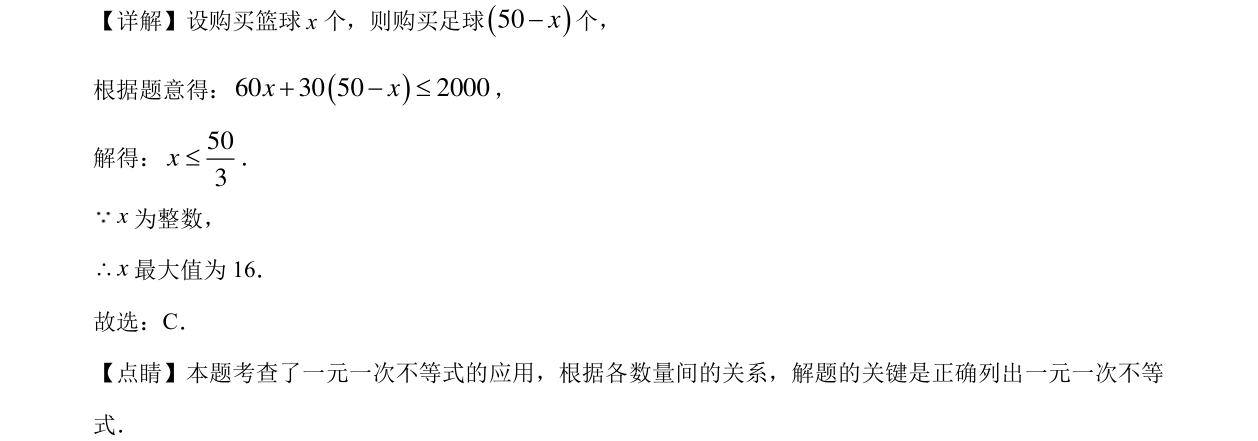 【详解】设购买篮球 x 个，则购买足球(50−x)个，
根据题意得：60x+30(50−x)≤2000，
解得：x≤50/3．
∵x 为整数，
∴x 最大值为 16．
故选：C．
【点睛】本题考查了一元一次不等式的应用，根据各数量间的关系，解题的关键是正确列出一元一次不等
式．